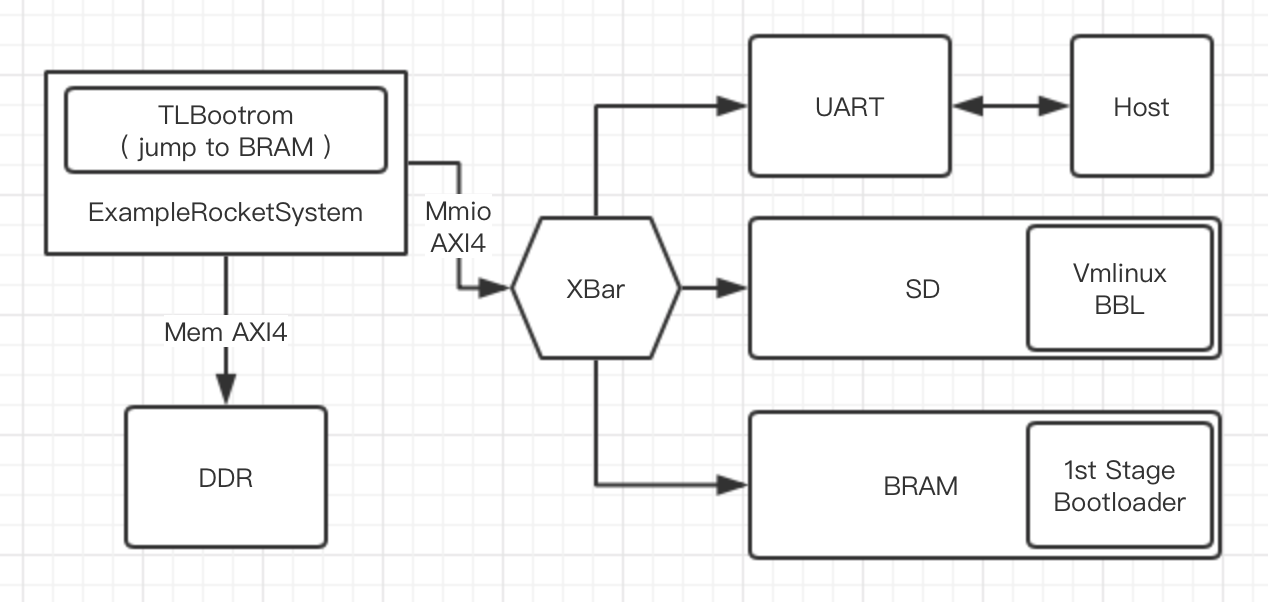 TLBootrom
( jump to BRAM )
ExampleRocketSystem
Mmio
AXI4
Mem AXI4
DDR
XBar
UART
Host
SD
Vmlinux
BBL
BRAM
1st Stage
Bootloader